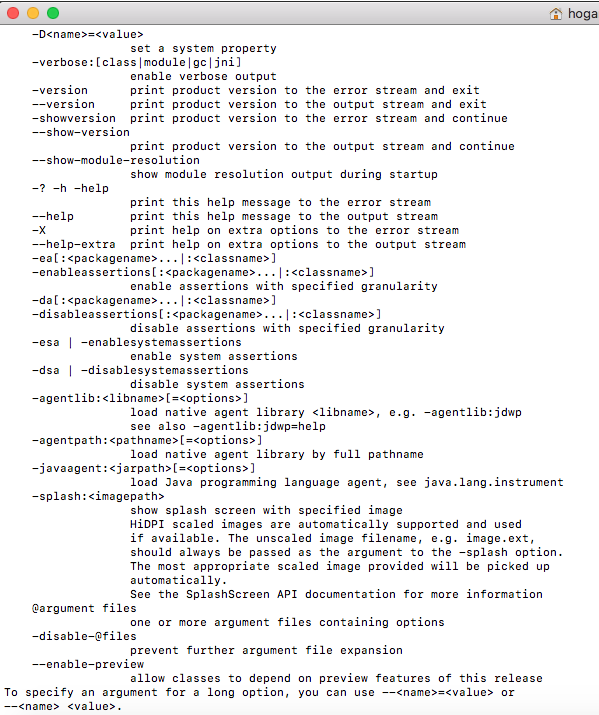 hoga
-D<name>=<value>
set a system property
-verbose:[class|module|gc|jni]
enable verbose output
-version      print product version to the error stream and exit
--version     print product version to the output stream and exit
-showversion  print product version to the error stream and continue
--show-version
print product version to the output stream and continue
--show-module-resolution
show module resolution output during startup
-? -h -help
print this help message to the error stream
--help        print this help message to the output stream
-X            print help on extra options to the error stream
--help-extra  print help on extra options to the output stream
-ea[:<packagename>...|:<classname>]
-enableassertions[:<packagename>...|:<classname>]
enable assertions with specified granularity
-da[:<packagename>...|:<classname>]
-disableassertions[:<packagename>...|:<classname>]
disable assertions with specified granularity
-esa | -enablesystemassertions
enable system assertions
-dsa | -disablesystemassertions
disable system assertions
-agentlib:<libname>[=<options>]
load native agent library <libname>, e.g. -agentlib:jdwp
see also -agentlib:jdwp=help
-agentpath:<pathname>[=<options>]
load native agent library by full pathname
-javaagent:<jarpath>[=<options>]
load Java programming language agent, see java.lang.instrument
-splash:<imagepath>
show splash screen with specified image
HiDPI scaled images are automatically supported and used
if available. The unscaled image filename, e.g. image.ext,
should always be passed as the argument to the -splash option.
The most appropriate scaled image provided will be picked up
automatically.
See the SplashScreen API documentation for more information
@argument files
one or more argument files containing options
-disable-@files
prevent further argument file expansion
--enable-preview
allow classes to depend on preview features of this release
To specify an argument for a long option, you can use --<name>=<value> or
--<name> <value>.